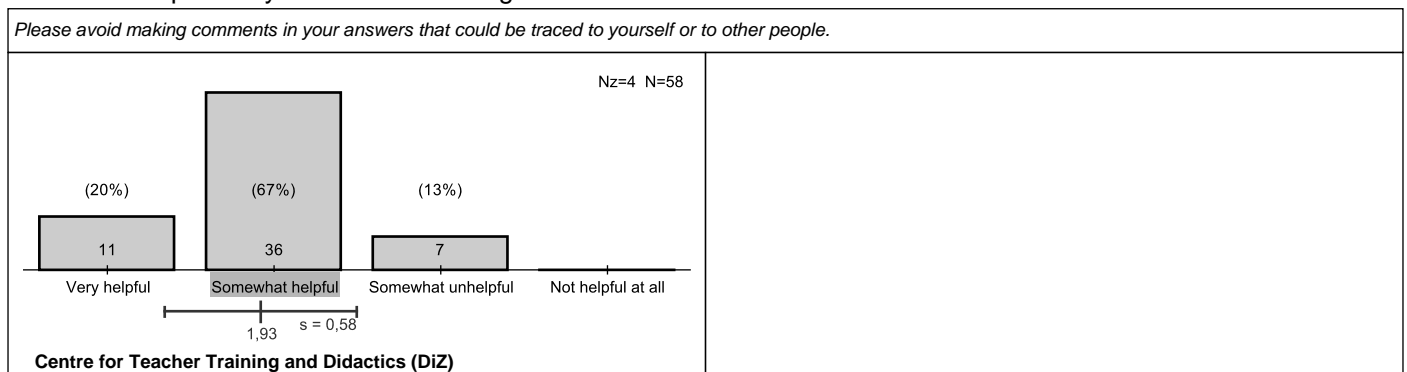 Please avoid making comments in your answers that could be traced to yourself or to other people.
Nz=4 N=58
(20%) (67%) (13%)
11 36 7
Very helpful Somewhat helpful Somewhat unhelpful Not helpful at all
1,93 s = 0,58
Centre for Teacher Training and Didactics (DiZ)